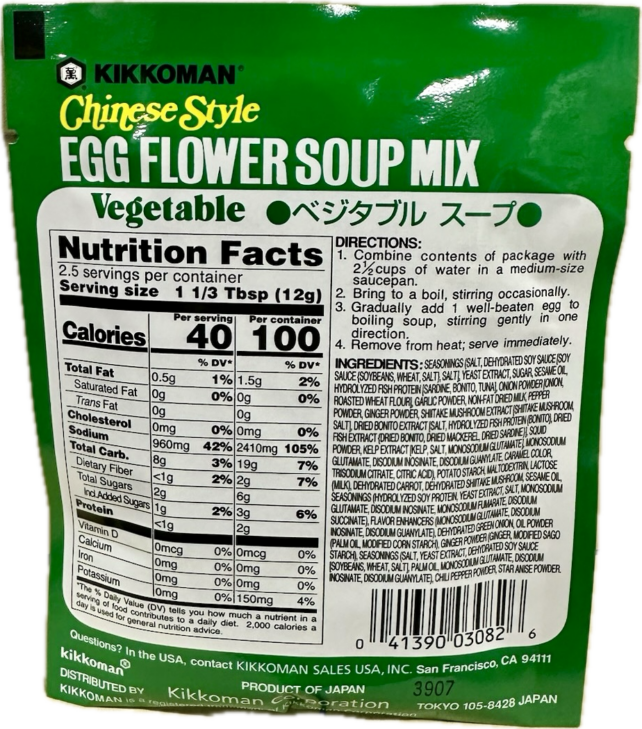 KIKKOMAN®
Chinese Style
EGG FLOWER SOUP MIX
Vegetable ●ベジタブル スープ●
Nutrition Facts
2.5 servings per container
Serving size 1 1/3 Tbsp (12g)
Per serving Per container
Calories 40 100
% DV* % DV*
Total Fat 0.5g 1% 1.5g 2%
Saturated Fat 0g 0% 0g 0%
Trans Fat 0g 0g
Cholesterol 0mg 0% 0mg 0%
Sodium 960mg 42% 2410mg 105%
Total Carb. 8g 3% 19g 7%
Dietary Fiber <1g 2% 2g 7%
Total Sugars 2g 6g
Incl.Added Sugars 1g 2% 3g 6%
Protein <1g 2g
Vitamin D 0mcg 0% 0mcg 0%
Calcium 0mg 0% 0mg 0%
Iron 0mg 0% 0mg 0%
Potassium 0mg 0% 150mg 4%
*The % Daily Value (DV) tells you how much a nutrient in a
serving of food contributes to a daily diet. 2,000 calories a
day is used for general nutrition advice.
DIRECTIONS:
1. Combine contents of package with
2½cups of water in a medium-size
saucepan.
2. Bring to a boil, stirring occasionally.
3. Gradually add 1 well-beaten egg to
boiling soup, stirring gently in one
direction.
4. Remove from heat; serve immediately.
INGREDIENTS: SEASONINGS (SALT, DEHYDRATED SOY SAUCE [SOY
SAUCE (SOYBEANS, WHEAT, SALT), SALT], YEAST EXTRACT, SUGAR, SESAME OIL,
HYDROLYZED FISH PROTEIN [SARDINE, BONITO, TUNA], ONION POWDER [ONION,
ROASTED WHEAT FLOUR], GARLIC POWDER, NON-FAT DRIED MILK, PEPPER
POWDER, GINGER POWDER, SHIITAKE MUSHROOM EXTRACT [SHIITAKE MUSHROOM,
SALT], DRIED BONITO EXTRACT [SALT, HYDROLYZED FISH PROTEIN (BONITO), DRIED
FISH EXTRACT (DRIED BONITO, DRIED MACKEREL, DRIED SARDINE)], SQUID
POWDER, KELP EXTRACT [KELP, SALT, MONOSODIUM GLUTAMATE], MONOSODIUM
GLUTAMATE, DISODIUM INOSINATE, DISODIUM GUANYLATE, CARAMEL COLOR,
TRISODIUM CITRATE, CITRIC ACID), POTATO STARCH, MALTODEXTRIN, LACTOSE
(MILK), DEHYDRATED CARROT, DEHYDRATED SHIITAKE MUSHROOM, SESAME OIL,
SEASONINGS (HYDROLYZED SOY PROTEIN, YEAST EXTRACT, SALT, MONOSODIUM
GLUTAMATE, DISODIUM INOSINATE, MONOSODIUM FUMARATE, DISODIUM
SUCCINATE), FLAVOR ENHANCERS (MONOSODIUM GLUTAMATE, DISODIUM
INOSINATE, DISODIUM GUANYLATE), DEHYDRATED GREEN ONION, OIL POWDER
(PALM OIL, MODIFIED CORN STARCH), GINGER POWDER (GINGER, MODIFIED SAGO
STARCH), SEASONINGS (SALT, YEAST EXTRACT, DEHYDRATED SOY SAUCE
[SOYBEANS, WHEAT, SALT], PALM OIL, MONOSODIUM GLUTAMATE, DISODIUM
INOSINATE, DISODIUM GUANYLATE), CHILI PEPPER POWDER, STAR ANISE POWDER.
0 41390 03082 6
Questions? In the USA, contact KIKKOMAN SALES USA, INC. San Francisco, CA 94111
kikkoman®
PRODUCT OF JAPAN 3907
DISTRIBUTED BY Kikkoman Corporation TOKYO 105-8428 JAPAN
KIKKOMAN is a registered